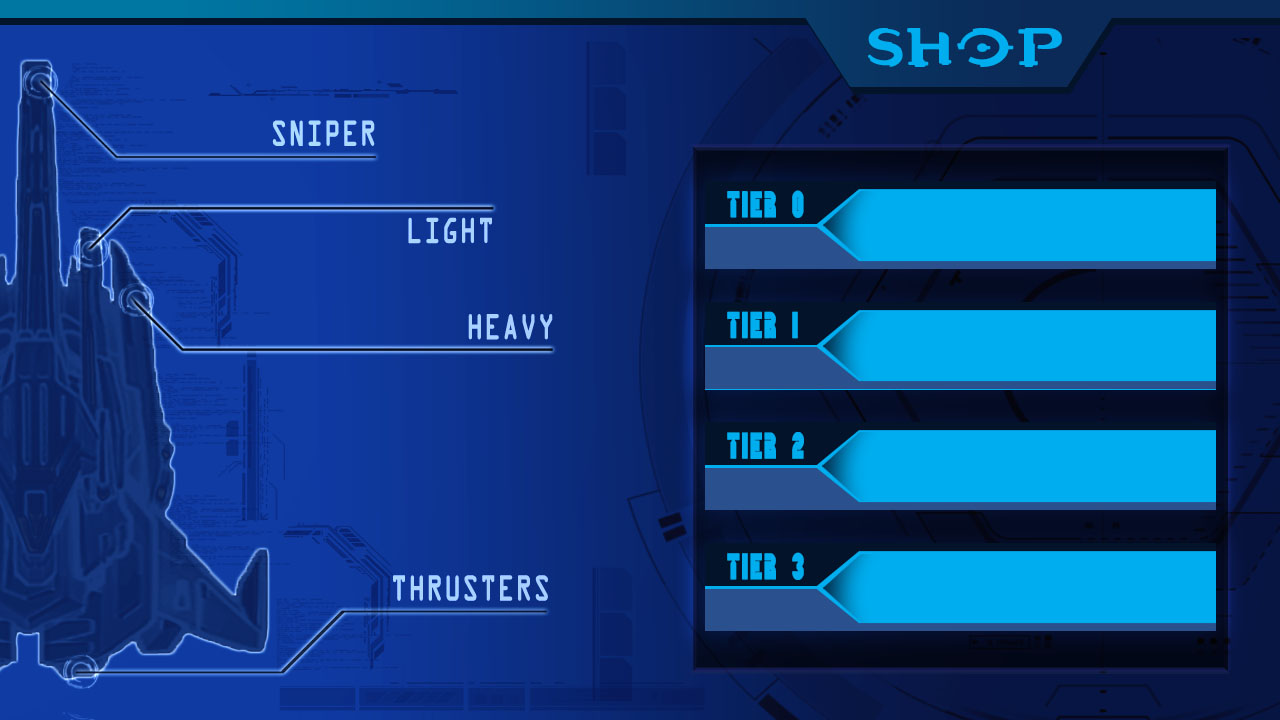 SHOP
SNIPER
LIGHT
HEAVY
THRUSTERS
TIER 0
TIER 1
TIER 2
TIER 3